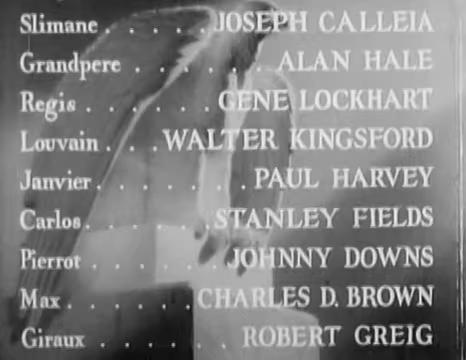 Slimane . . . . . JOSEPH CALLEIA
Grandpere . . . . . . ALAN HALE
Regis . . . . . . GENE LOCKHART
Louvain . . . WALTER KINGSFORD
Janvier . . . . . . . PAUL HARVEY
Carlos . . . . . . STANLEY FIELDS
Pierrot . . . . . . JOHNNY DOWNS
Max . . . . . . CHARLES D. BROWN
Giraux . . . . . . ROBERT GREIG